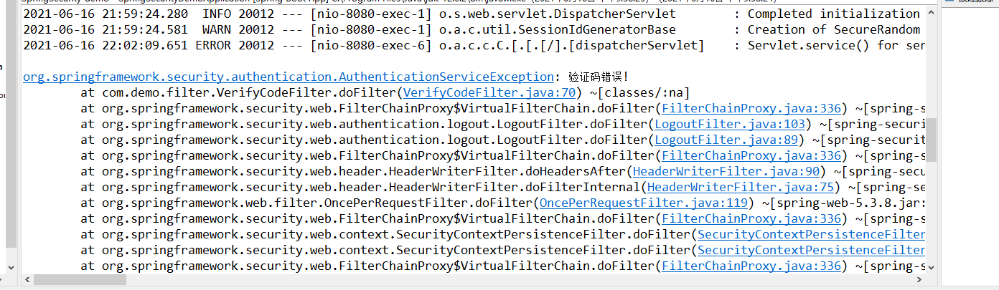 2021-06-16 21:59:24.280  INFO 20012 --- [nio-8080-exec-1] o.s.web.servlet.DispatcherServlet        : Completed initialization
2021-06-16 21:59:24.581  WARN 20012 --- [nio-8080-exec-1] o.a.c.util.SessionIdGeneratorBase        : Creation of SecureRandom
2021-06-16 22:02:09.651 ERROR 20012 --- [nio-8080-exec-6] o.a.c.c.C.[.[.[/].[dispatcherServlet]    : Servlet.service() for ser
org.springframework.security.authentication.AuthenticationServiceException: 验证码错误!
at com.demo.filter.VerifyCodeFilter.doFilter(VerifyCodeFilter.java:70) ~[classes/:na]
at org.springframework.security.web.FilterChainProxy$VirtualFilterChain.doFilter(FilterChainProxy.java:336) ~[spring-s
at org.springframework.security.web.authentication.logout.LogoutFilter.doFilter(LogoutFilter.java:103) ~[spring-securi
at org.springframework.security.web.authentication.logout.LogoutFilter.doFilter(LogoutFilter.java:89) ~[spring-securit
at org.springframework.security.web.FilterChainProxy$VirtualFilterChain.doFilter(FilterChainProxy.java:336) ~[spring-s
at org.springframework.security.web.header.HeaderWriterFilter.doHeadersAfter(HeaderWriterFilter.java:90) ~[spring-secu
at org.springframework.security.web.header.HeaderWriterFilter.doFilterInternal(HeaderWriterFilter.java:75) ~[spring-se
at org.springframework.web.filter.OncePerRequestFilter.doFilter(OncePerRequestFilter.java:119) ~[spring-web-5.3.8.jar:
at org.springframework.security.web.FilterChainProxy$VirtualFilterChain.doFilter(FilterChainProxy.java:336) ~[spring-s
at org.springframework.security.web.context.SecurityContextPersistenceFilter.doFilter(SecurityContextPersistenceFilter
at org.springframework.security.web.context.SecurityContextPersistenceFilter.doFilter(SecurityContextPersistenceFilter
at org.springframework.security.web.FilterChainProxy$VirtualFilterChain.doFilter(FilterChainProxy.java:336) ~[spring-s